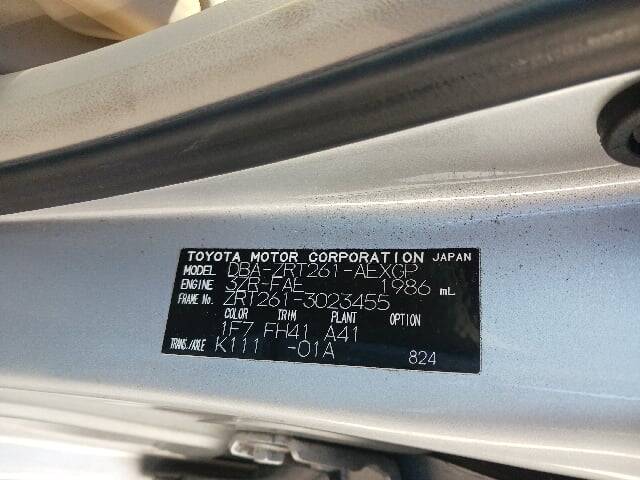 TOYOTA MOTOR CORPORATION JAPAN
MODEL DBA-ZRT261-AEXGP
ENGINE 3ZR-FAE 1986 mL
FRAME No. ZRT261-3023455
COLOR TRIM PLANT OPTION
1F7 FH41 A41
TRANS./AXLE K111 -01A
824